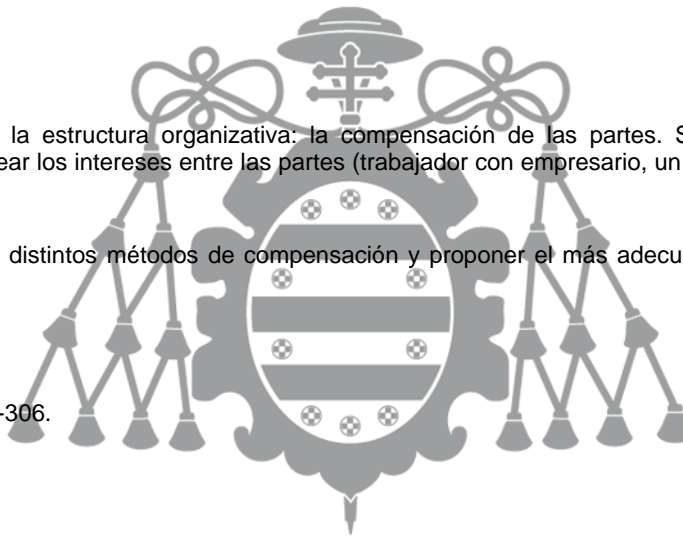 la estructura organizativa: la compensación de las partes. S
ear los intereses entre las partes (trabajador con empresario, un
distintos métodos de compensación y proponer el más adecu
-306.